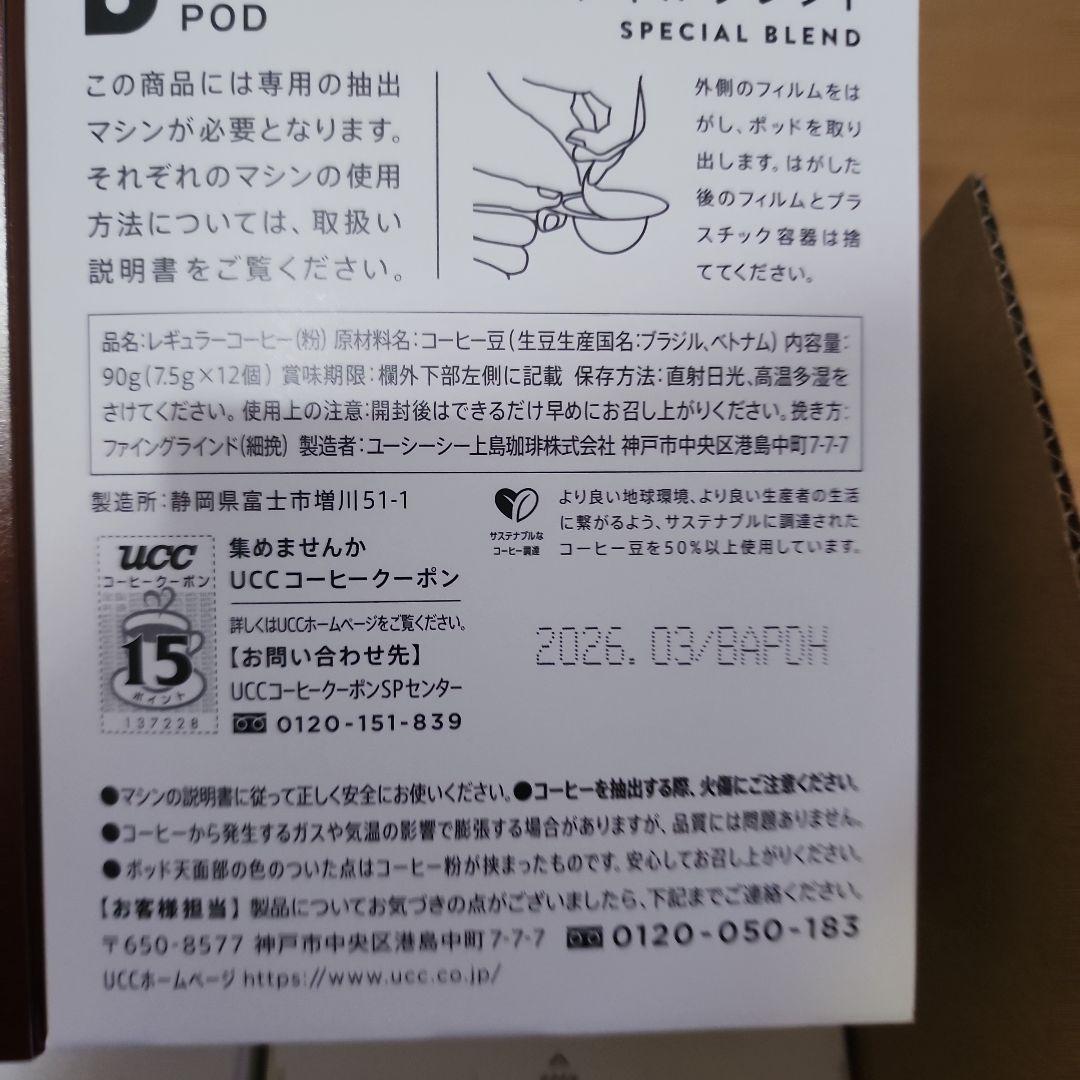 POD
SPECIAL BLEND
この商品には専用の抽出
マシンが必要となります。
それぞれのマシンの使用
方法については、取扱い
説明書をご覧ください。
外側のフィルムをは
がし、ポッドを取り
出します。はがした
後のフィルムとプラ
スチック容器は捨
ててください。
品名:レギュラーコーヒー(粉) 原材料名:コーヒー豆(生豆生産国名:ブラジル、ベトナム) 内容量:
90g(7.5g×12個) 賞味期限:欄外下部左側に記載 保存方法:直射日光、高温多湿を
さけてください。使用上の注意:開封後はできるだけ早めにお召し上がりください。挽き方:
ファイングラインド(細挽) 製造者:ユーシーシー上島珈琲株式会社 神戸市中央区港島中町7-7-7
製造所:静岡県富士市増川51-1
サステナブルな
コーヒー調達
より良い地球環境、より良い生産者の生活
に繋がるよう、サステナブルに調達された
コーヒー豆を50%以上使用しています。
UCC
コーヒークーポン
15
ポイント
137228
集めませんか
UCCコーヒークーポン
詳しくはUCCホームページをご覧ください。
【お問い合わせ先】
UCCコーヒークーポンSPセンター
0120-151-839
2026.03/BAPDH
●マシンの説明書に従って正しく安全にお使いください。●コーヒーを抽出する際、火傷にご注意ください。
●コーヒーから発生するガスや気温の影響で膨張する場合がありますが、品質には問題ありません。
●ポッド天面部の色のついた点はコーヒー粉が挟まったものです。安心してお召し上がりください。
【お客様担当】製品についてお気づきの点がございましたら、下記までご連絡ください。
〒650-8577 神戸市中央区港島中町7-7-7 0120-050-183
UCCホームページ https://www.ucc.co.jp/